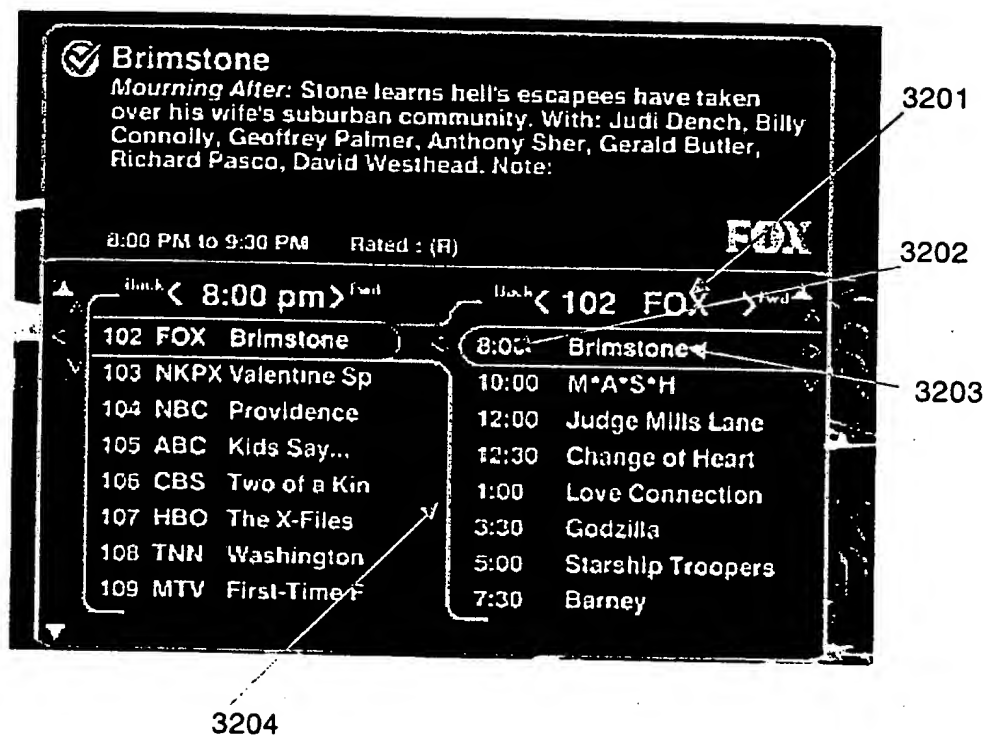 Brimstone
Mourning After: Stone learns hell's escapees have taken
over his wife's suburban community. With: Judi Dench, Billy
Connolly, Geoffrey Palmer, Anthony Sher, Gerald Butler,
Richard Pasco, David Westhead. Note:
8:00 PM to 9:30 PM Rated : (R)
FOX
Back < 8:00 pm > Fwd
102 FOX Brimstone
103 NKPX Valentine Sp
104 NBC Providence
105 ABC Kids Say...
106 CBS Two of a Kin
107 HBO The X-Files
108 TNN Washington
109 MTV First-Time F
Back < 102 FOX > Fwd
8:00 Brimstone
10:00 M*A*S*H
12:00 Judge Mills Lane
12:30 Change of Heart
1:00 Love Connection
3:30 Godzilla
5:00 Starship Troopers
7:30 Barney
3201
3202
3203
3204